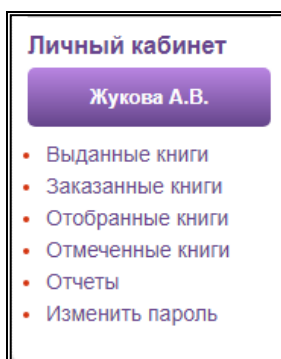 Личный кабинет
Жукова А.В.
Выданные книги
Заказанные книги
Отобранные книги
Отмеченные книги
Отчеты
Изменить пароль